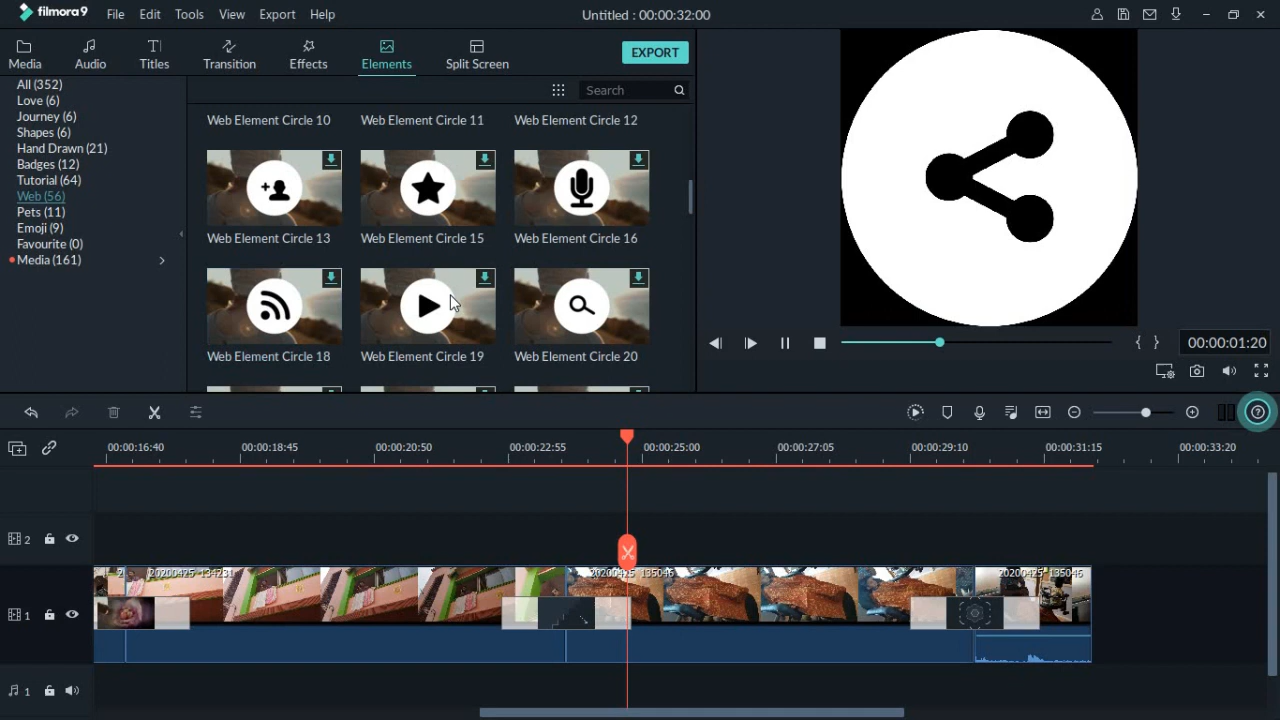 filmora9
File Edit Tools View Export Help
Untitled : 00:00:32:00
Media Audio Titles Transition Effects Elements Split Screen
EXPORT
All (352)
Love (6)
Journey (6)
Shapes (6)
Hand Drawn (21)
Badges (12)
Tutorial (64)
Web (56)
Pets (11)
Emoji (9)
Favourite (0)
Media (161)
Search
Web Element Circle 10 Web Element Circle 11 Web Element Circle 12
Web Element Circle 13 Web Element Circle 15 Web Element Circle 16
Web Element Circle 18 Web Element Circle 19 Web Element Circle 20
00:00:01:20
00:00:16:40 00:00:18:45 00:00:20:50 00:00:22:55 00:00:25:00 00:00:27:05 00:00:29:10 00:00:31:15 00:00:33:20
2
2 20200425_134231 20200425_135046 20200425_135046
1
1